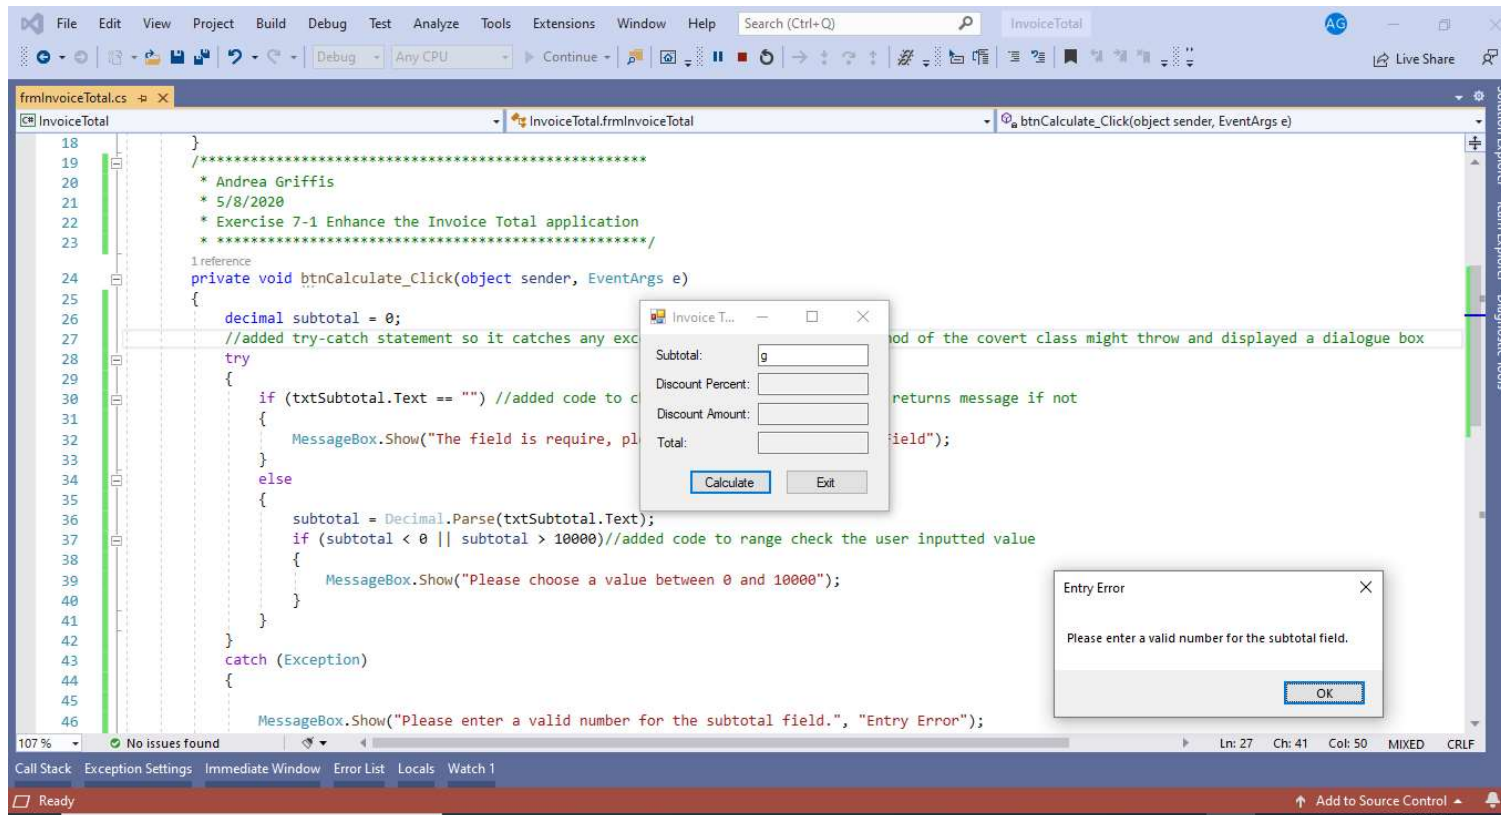 File Edit View Project Build Debug Test Analyze Tools Extensions Window Help Search (Ctrl+Q) InvoiceTotal AG
Debug Any CPU Continue Live Share
frmInvoiceTotal.cs
C# InvoiceTotal InvoiceTotal.frmInvoiceTotal btnCalculate_Click(object sender, EventArgs e)
18 }
19 /*****************************************************
20 * Andrea Griffis
21 * 5/8/2020
22 * Exercise 7-1 Enhance the Invoice Total application
23 * ***************************************************/
1 reference
24 private void btnCalculate_Click(object sender, EventArgs e)
25 {
26 decimal subtotal = 0;
27 //added try-catch statement so it catches any exc od of the covert class might throw and displayed a dialogue box
28 try
29 {
30 if (txtSubtotal.Text == "") //added code to c returns message if not
31 {
32 MessageBox.Show("The field is require, pl ield");
33 }
34 else
35 {
36 subtotal = Decimal.Parse(txtSubtotal.Text);
37 if (subtotal < 0 || subtotal > 10000)//added code to range check the user inputted value
38 {
39 MessageBox.Show("Please choose a value between 0 and 10000");
40 }
41 }
42 }
43 catch (Exception)
44 {
45
46 MessageBox.Show("Please enter a valid number for the subtotal field.", "Entry Error");
Invoice T...
Subtotal: g
Discount Percent:
Discount Amount:
Total:
Calculate Exit
Entry Error
Please enter a valid number for the subtotal field.
OK
107 % No issues found Ln: 27 Ch: 41 Col: 50 MIXED CRLF
Call Stack Exception Settings Immediate Window Error List Locals Watch 1
Ready Add to Source Control